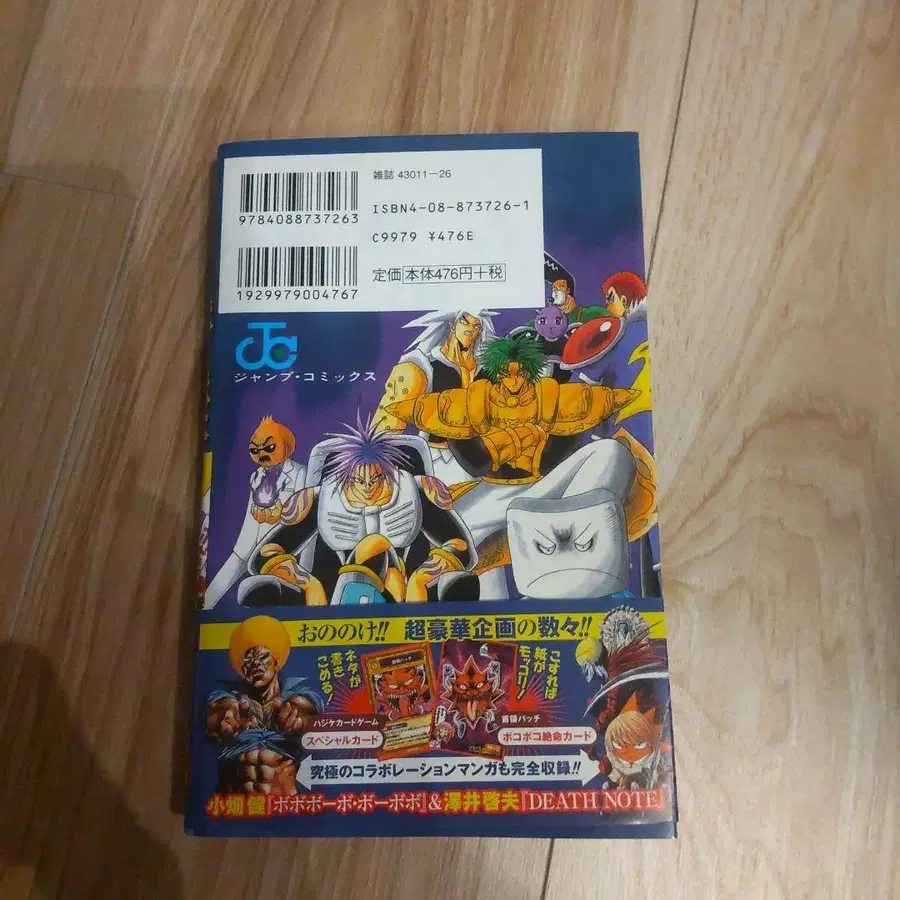 雑誌 43011-26
ISBN4-08-873726-1
9784088737263
C9979 ¥476E
定価 本体476円+税
1929979004767
ジャンプ・コミックス
おののけ!! 超豪華企画の数々!!
ネタが書きこめる!
こすれば紙がモッコリ!
ハジケカードゲーム
スペシャルカード
首領パッチ
ボコボコ絶命カード
究極のコラボレーションマンガも完全収録!!
小畑 健『ボボボーボ・ボーボボ』&澤井啓夫『DEATH NOTE』